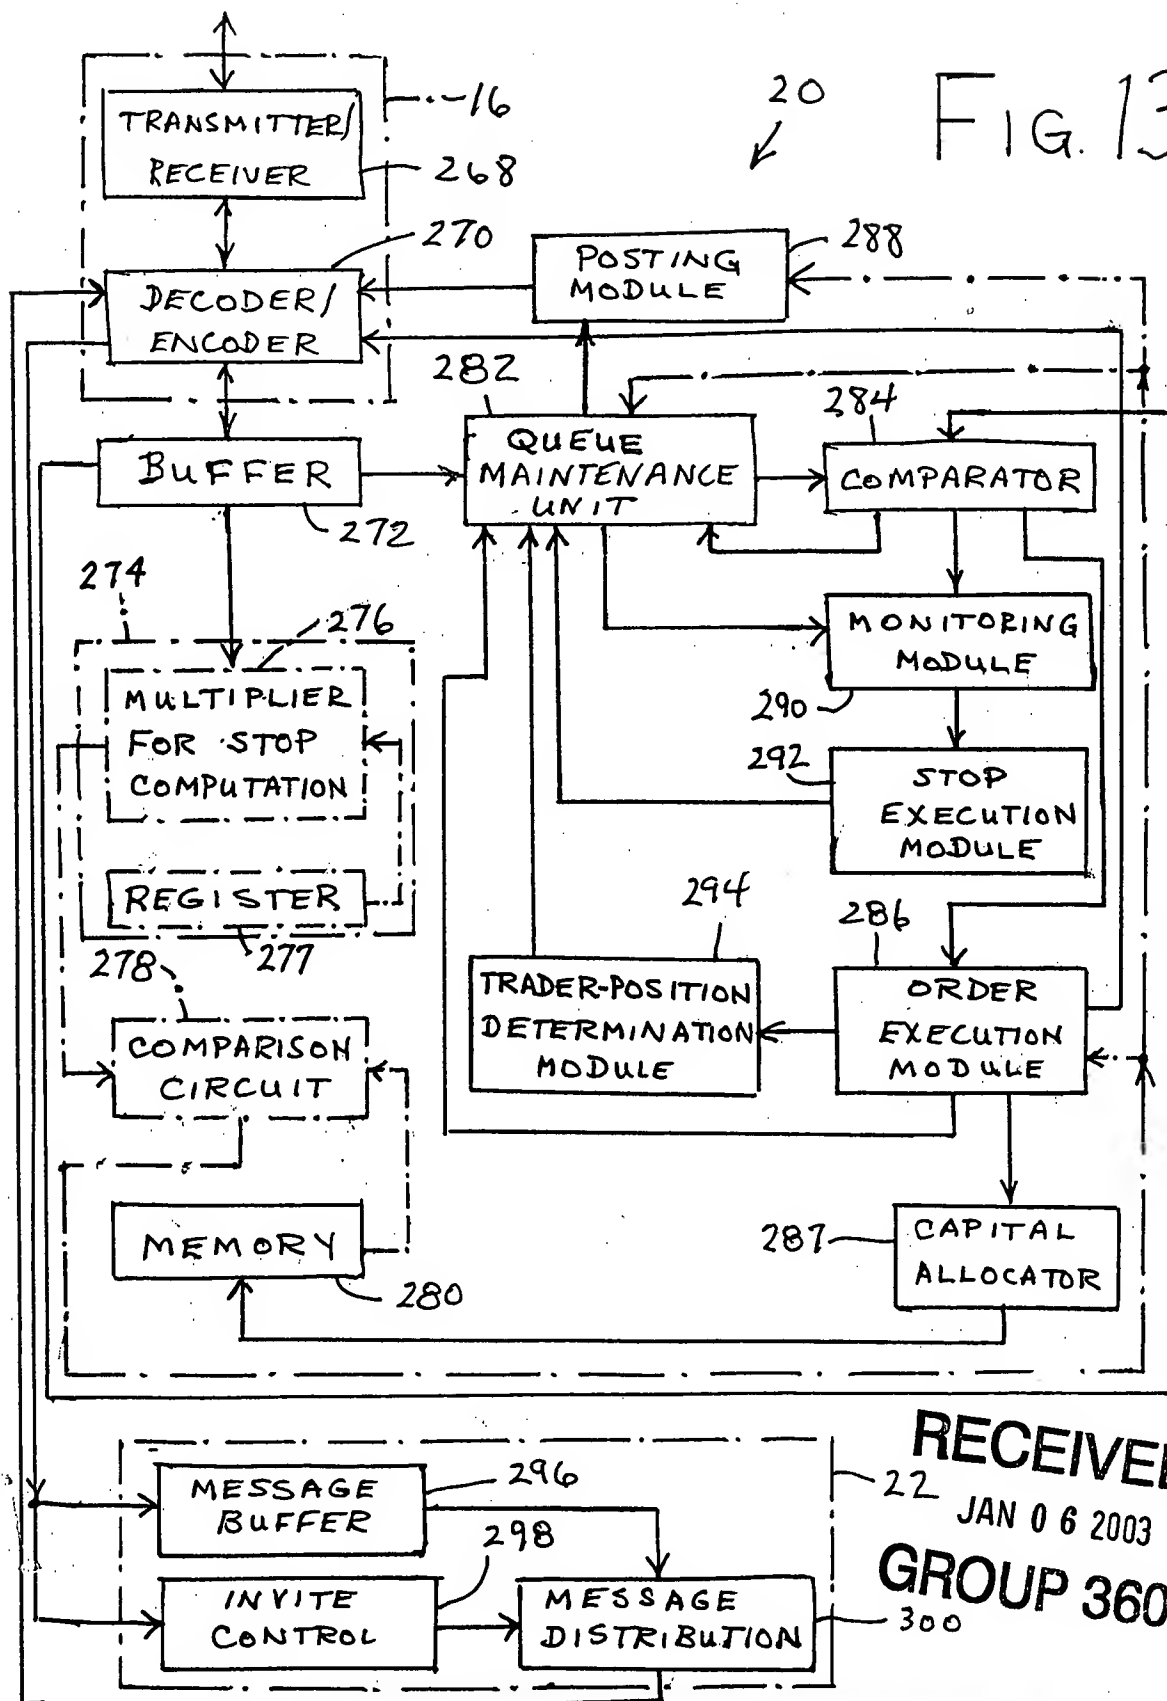 20
FIG. 13
16
TRANSMITTER/
RECEIVER
268
270
288
POSTING
MODULE
DECODER/
ENCODER
282
284
QUEUE
MAINTENANCE
UNIT
COMPARATOR
BUFFER
272
274
276
MULTIPLIER
FOR STOP
COMPUTATION
MONITORING
MODULE
290
292
STOP
EXECUTION
MODULE
REGISTER
277
294
286
278
TRADER-POSITION
DETERMINATION
MODULE
ORDER
EXECUTION
MODULE
COMPARISON
CIRCUIT
MEMORY
280
287
CAPITAL
ALLOCATOR
MESSAGE
BUFFER
296
22
RECEIVE
JAN 06 2003
GROUP 360
298
INVITE
CONTROL
MESSAGE
DISTRIBUTION
300